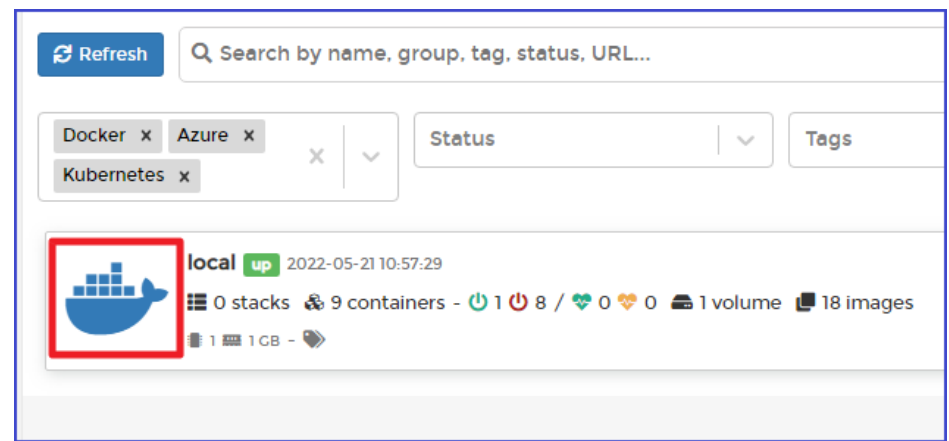 Refresh
Search by name, group, tag, status, URL...
Docker x Azure x
Kubernetes x
Status
Tags
local up 2022-05-21 10:57:29
0 stacks 9 containers - 1 8 / 0 0 1 volume 18 images
1 1 GB -